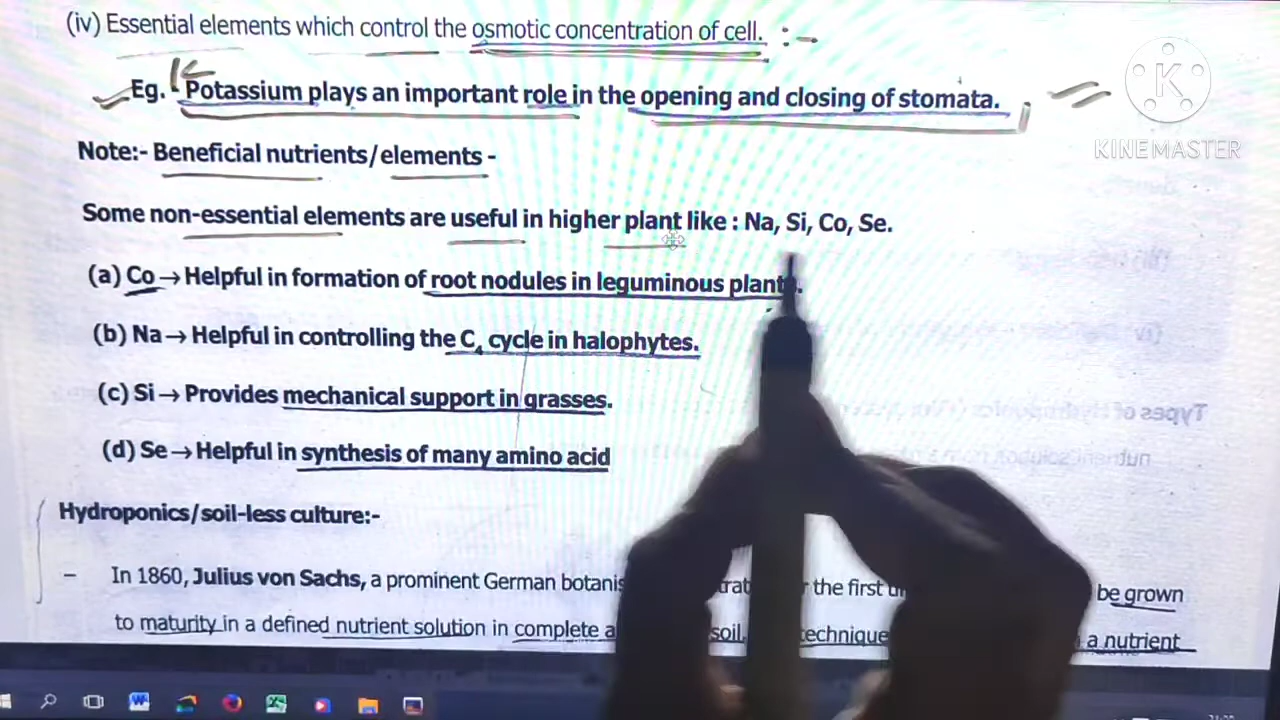 (iv) Essential elements which control the osmotic concentration of cell. :-
K
Eg. - Potassium plays an important role in the opening and closing of stomata.
KINEMASTER
Note:- Beneficial nutrients/elements -
Some non-essential elements are useful in higher plant like : Na, Si, Co, Se.
(a) Co → Helpful in formation of root nodules in leguminous plant .
(b) Na → Helpful in controlling the C₄ cycle in halophytes.
(c) Si → Provides mechanical support in grasses.
(d) Se → Helpful in synthesis of many amino acid
Hydroponics/soil-less culture:-
– In 1860, Julius von Sachs, a prominent German the first be grown
to maturity in a defined nutrient solution in complete soil, technique a nutrient